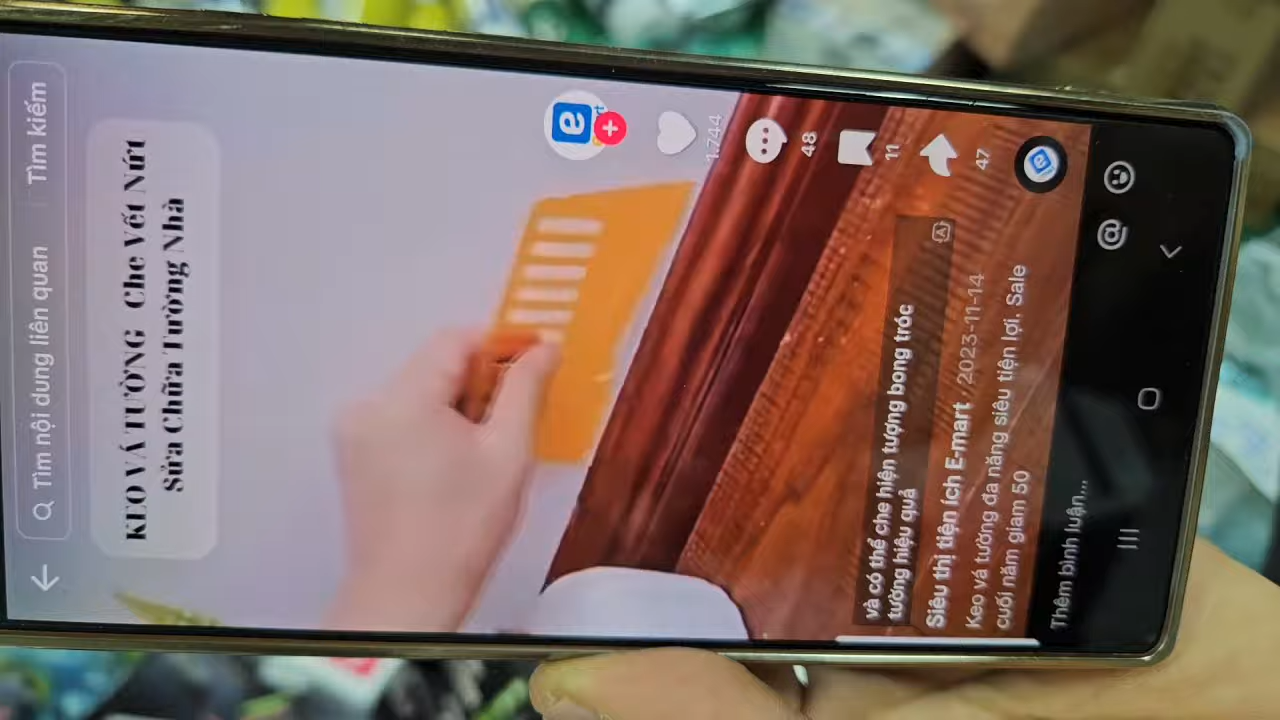 Tìm nội dung liên quan
Tìm kiếm
KEO VÁ TƯỜNG Che Vết Nứt
Sửa Chữa Tường Nhà
a
1.744
48
11
47
và có thể che hiện tượng bong tróc
tường hiệu quả
Siêu thị tiện ích E-mart / 2023-11-14
Keo vá tường đa năng siêu tiện lợi. Sale
cuối năm giảm 50
Thêm bình luận...
@